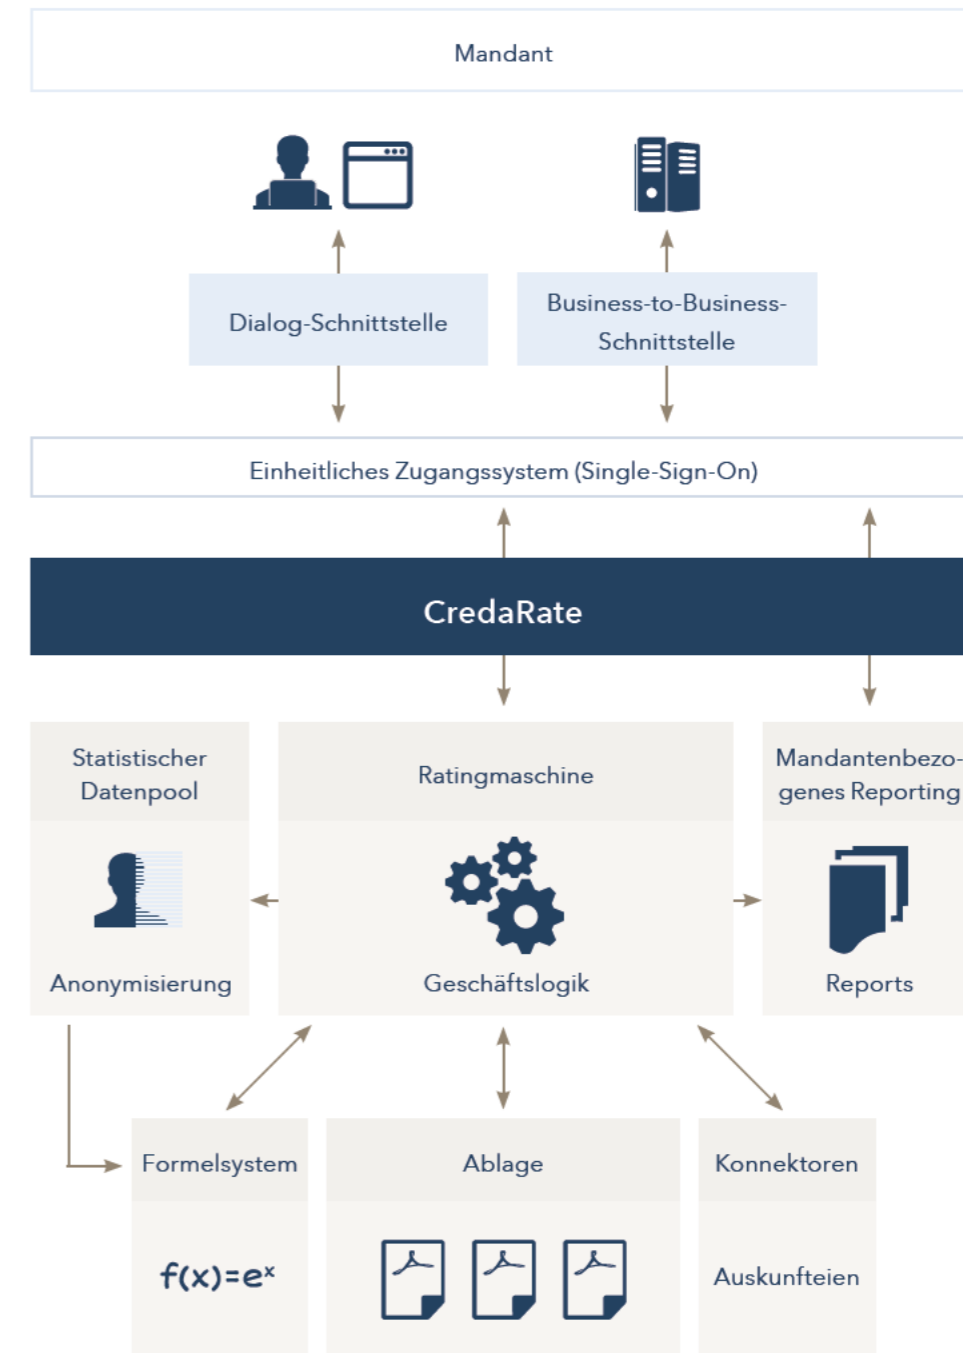 Mandant
Dialog-Schnittstelle
Business-to-Business-
Schnittstelle
Einheitliches Zugangssystem (Single-Sign-On)
CredaRate
Statistischer
Datenpool
Ratingmaschine
Mandantenbezo-
genes Reporting
Anonymisierung
Geschäftslogik
Reports
Formelsystem
Ablage
Konnektoren
f(x)=eˣ
Auskunfteien